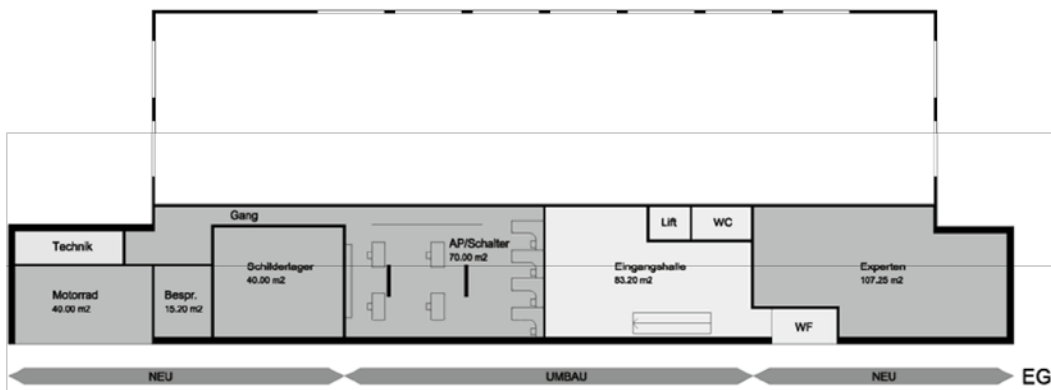 Gang
Technik
Lift
WC
AP/Schalter
70.00 m2
Schilderlager
40.00 m2
Eingangshalle
83.20 m2
Experten
107.25 m2
Motorrad
40.00 m2
Bespr.
15.20 m2
WF
NEU
UMBAU
NEU
EG